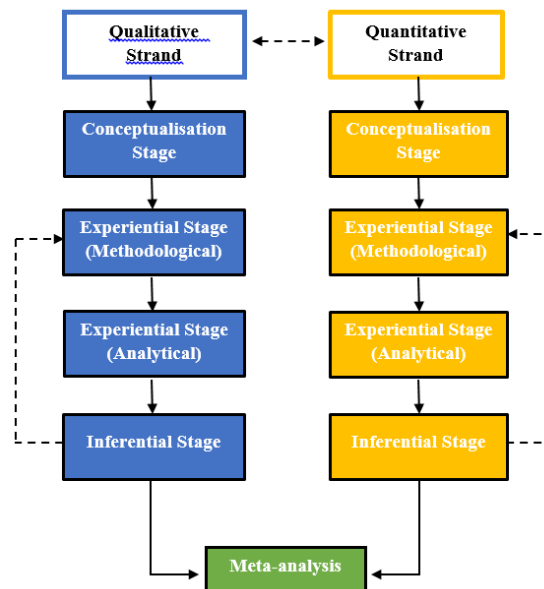 Qualitative
Strand
Quantitative
Strand
Conceptualisation
Stage
Conceptualisation
Stage
Experiential Stage
(Methodological)
Experiential Stage
(Methodological)
Experiential Stage
(Analytical)
Experiential Stage
(Analytical)
Inferential Stage
Inferential Stage
Meta-analysis